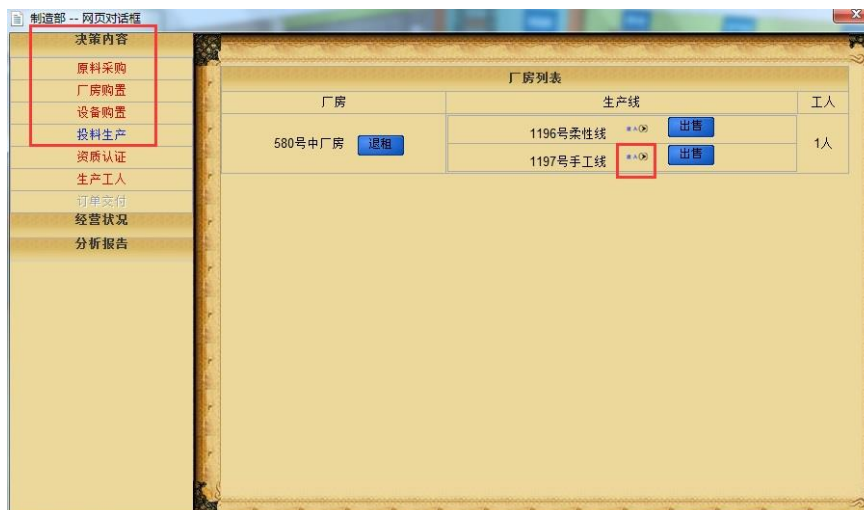 制造部 -- 网页对话框
决策内容
原料采购
厂房购置
设备购置
投料生产
资质认证
生产工人
订单交付
经营状况
分析报告
厂房列表
厂房 生产线 工人
580号中厂房 退租 1196号柔性线 出售 1人
1197号手工线 出售